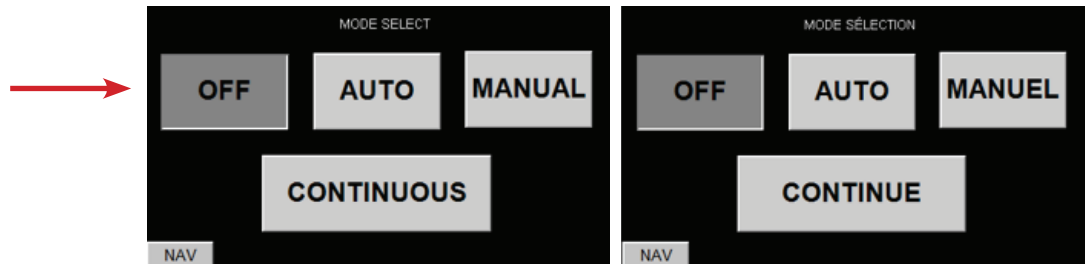 MODE SELECT
OFF
AUTO
MANUAL
CONTINUOUS
NAV
MODE SÉLECTION
OFF
AUTO
MANUEL
CONTINUE
NAV